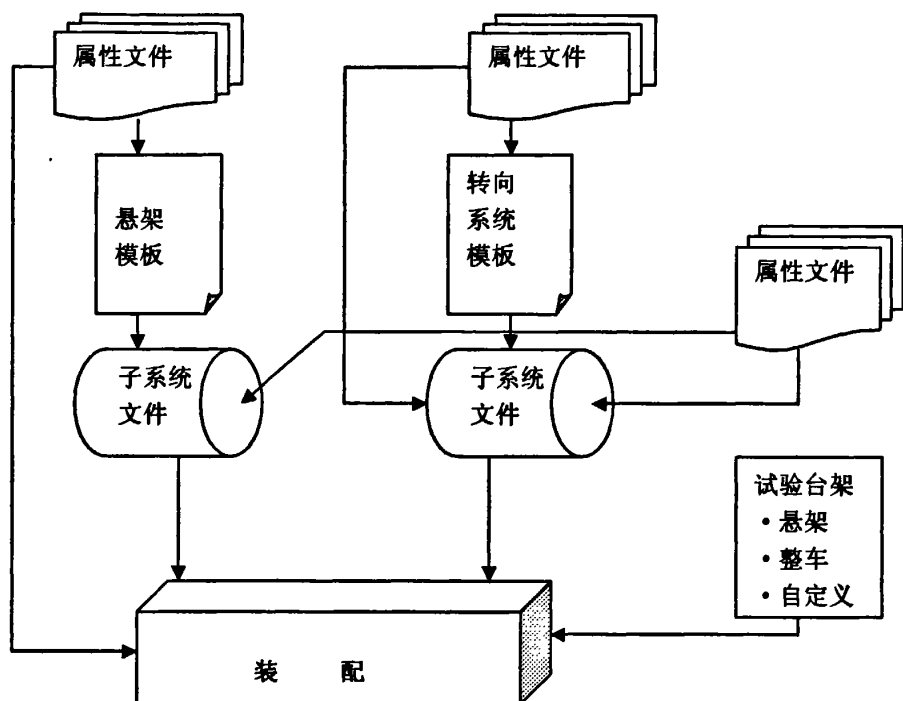 属性文件
属性文件
悬架
模板
转向
系统
模板
属性文件
子系统
文件
子系统
文件
试验台架
·悬架
·整车
·自定义
装 配